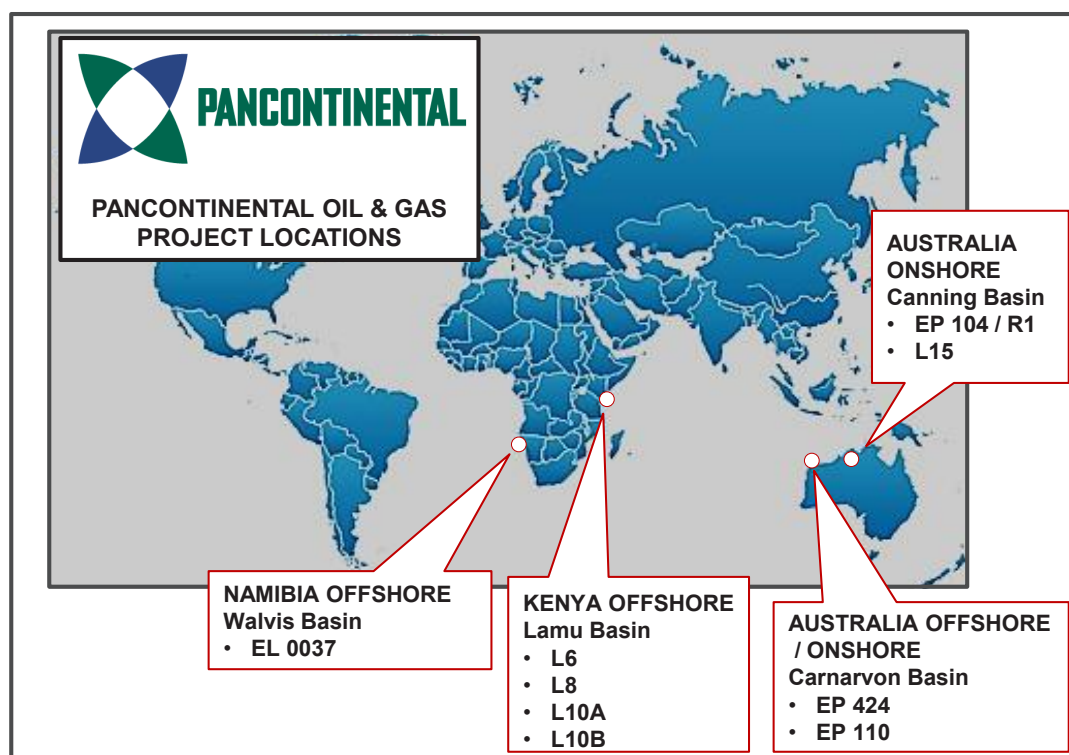 PANCONTINENTAL
PANCONTINENTAL OIL & GAS
PROJECT LOCATIONS
AUSTRALIA
ONSHORE
Canning Basin
• EP 104 / R1
• L15
NAMIBIA OFFSHORE
Walvis Basin
• EL 0037
KENYA OFFSHORE
Lamu Basin
• L6
• L8
• L10A
• L10B
AUSTRALIA OFFSHORE
/ ONSHORE
Carnarvon Basin
• EP 424
• EP 110